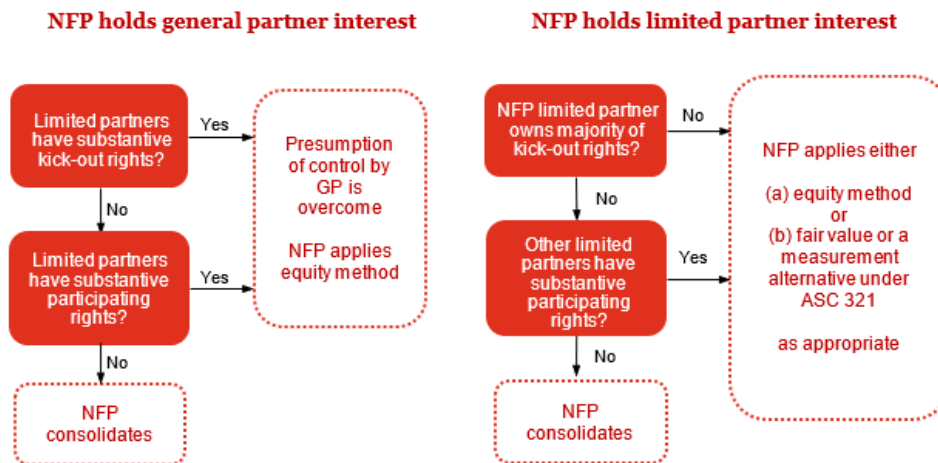 NFP holds general partner interest
Limited partners
have substantive
kick-out rights?
Yes
Presumption
of control by
GP is
overcome
NFP applies
equity method
No
Limited partners
have substantive
participating
rights?
Yes
No
NFP
consolidates
NFP holds limited partner interest
NFP limited partner
owns majority of
kick-out rights?
No
NFP applies either
(a) equity method
or
(b) fair value or a
measurement
alternative under
ASC 321
as appropriate
No
Other limited
partners have
substantive
participating
rights?
Yes
No
NFP
consolidates